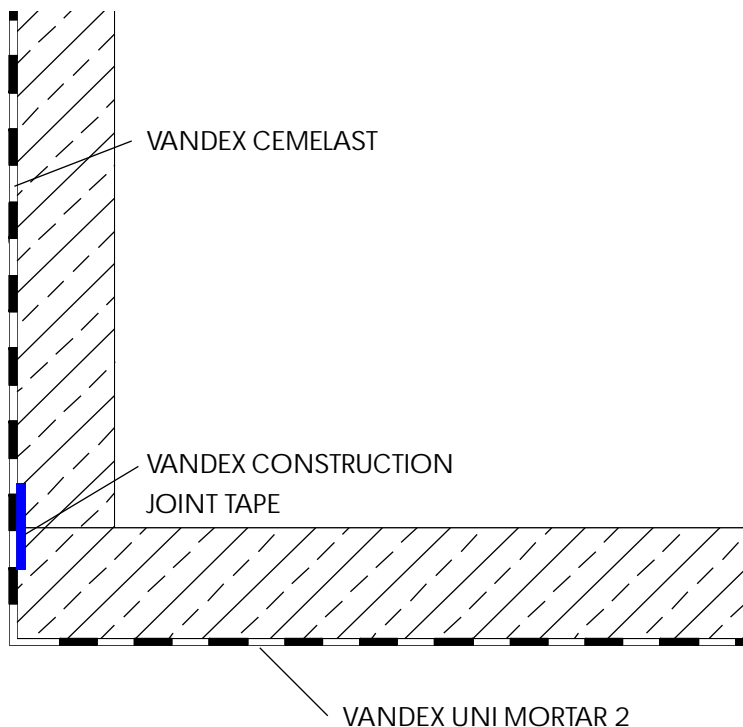 VANDEX CEMELAST
VANDEX CONSTRUCTION
JOINT TAPE
VANDEX UNI MORTAR 2